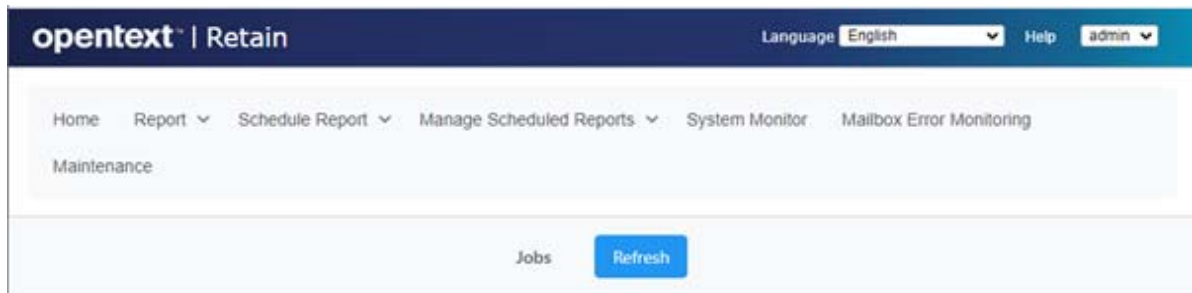 opentext™ | Retain Language English Help admin
Home Report Schedule Report Manage Scheduled Reports System Monitor Mailbox Error Monitoring
Maintenance
Jobs Refresh